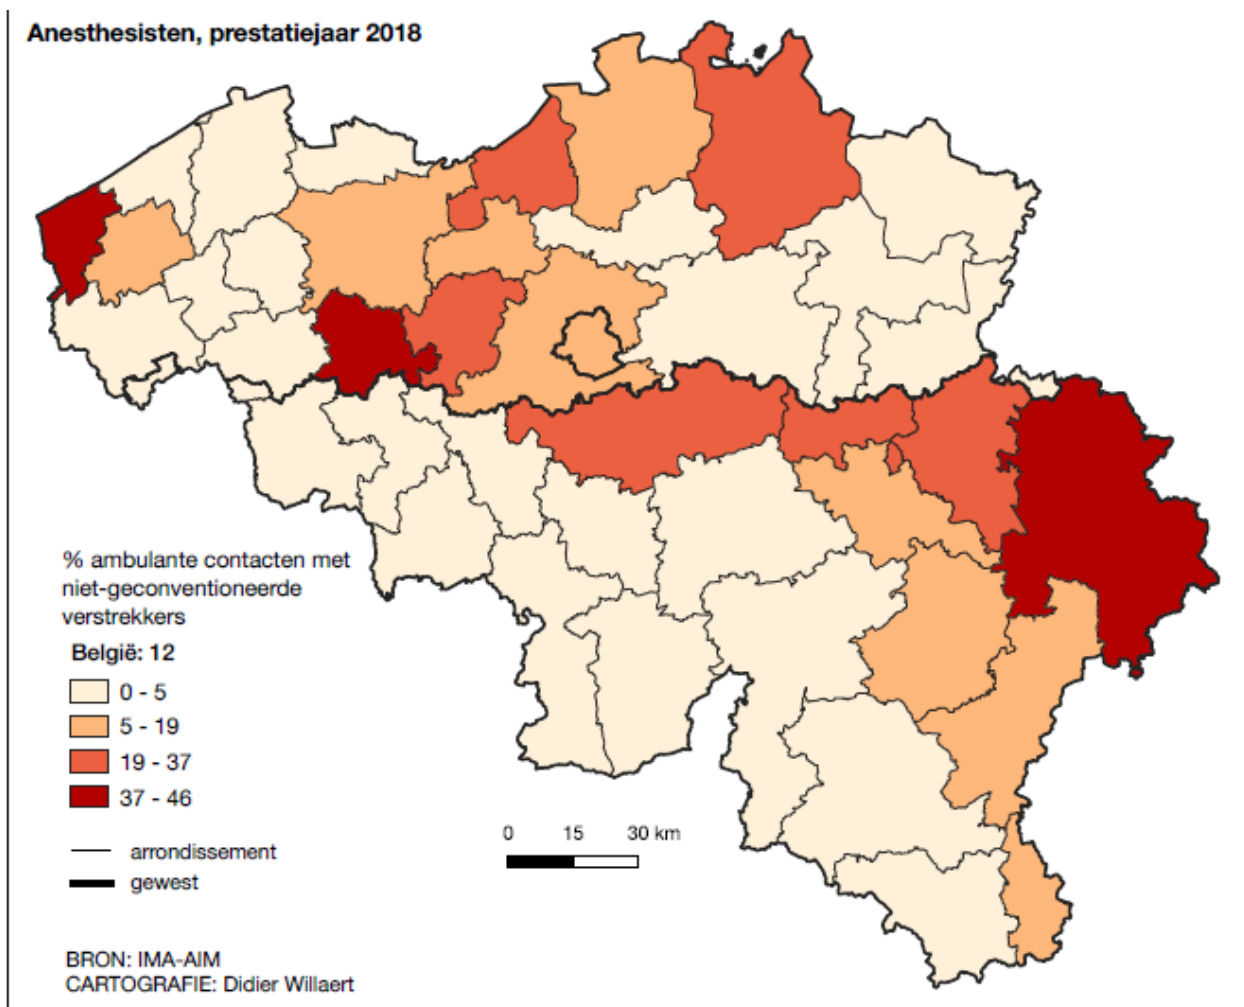 Anesthesisten, prestatiejaar 2018
% ambulante contacten met
niet-geconventioneerde
verstrekkers
België: 12
0 - 5
5 - 19
19 - 37
37 - 46
arrondissement
gewest
0 15 30 km
BRON: IMA-AIM
CARTOGRAFIE: Didier Willaert